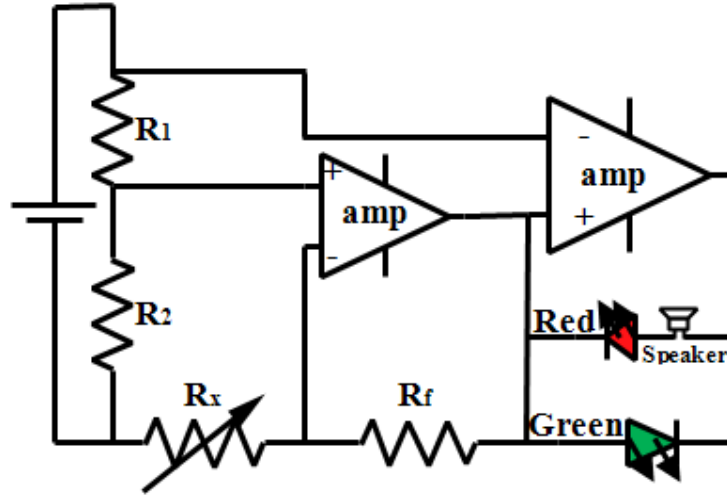 R1
-
amp
+
+
amp
-
R2
Red
Speaker
Rx
Rf
Green